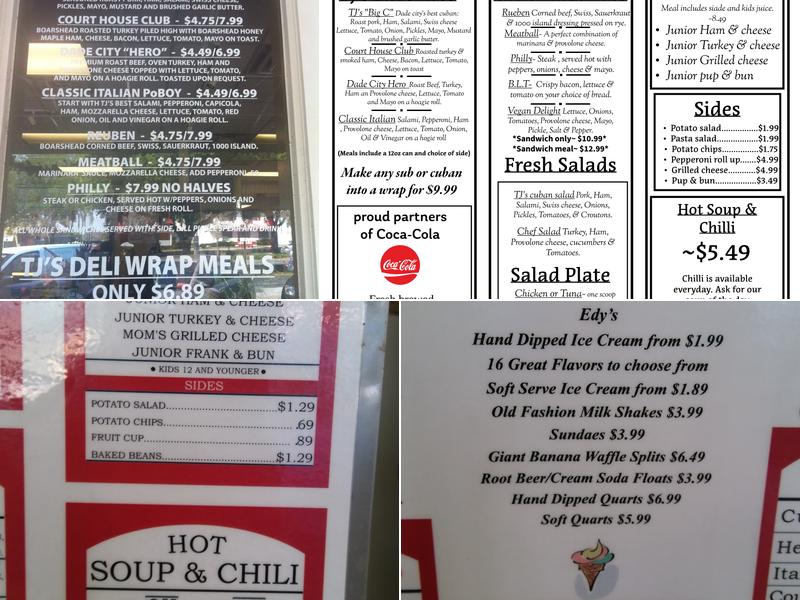 PICKLES, MAYO, MUSTARD AND BRUSHED GARLIC BUTTER.
COURT HOUSE CLUB - $4.75/7.99
BOARSHEAD ROASTED TURKEY PILED HIGH WITH BOARSHEAD HONEY
MAPLE HAM, CHEESE, BACON, LETTUCE, TOMATO, MAYO ON TOAST.
DADE CITY "HERO" - $4.49/6.99
PREMIUM ROAST BEEF, OVEN TURKEY, HAM AND
CHEESE TOPPED WITH LETTUCE, TOMATO,
AND MAYO ON A HOAGIE ROLL. TOASTED UPON REQUEST.
CLASSIC ITALIAN PoBOY - $4.49/6.99
START WITH TJ'S BEST SALAMI, PEPPERONI, CAPICOLA,
HAM, MOZZARELLA CHEESE, LETTUCE, TOMATO, RED
ONION, OIL AND VINEGAR ON A HOAGIE ROLL.
REUBEN - $4.75/7.99
BOARSHEAD CORNED BEEF, SWISS, SAUERKRAUT, 1000 ISLAND.
MEATBALL - $4.75/7.99
MARINARA SAUCE, MOZZARELLA CHEESE, ADD PEPPERONI
PHILLY - $7.99 NO HALVES
STEAK OR CHICKEN, SERVED HOT W/PEPPERS, ONIONS AND
CHEESE ON FRESH ROLL.
ALL WHOLE SANDWICHES SERVED WITH SIDE, DILL PICKLE SPEAR AND DRINK
TJ'S DELI WRAP MEALS
ONLY $6.89
TJ's "Big C" Dade city's best cuban:
Roast pork, Ham, Salami, Swiss cheese
Lettuce, Tomato, Onion, Pickles, Mayo, Mustard
and brushed garlic butter.
Court House Club Roasted turkey &
smoked ham, Cheese, Bacon, Lettuce, Tomato,
Mayo on toast
Dade City Hero Roast Beef, Turkey,
Ham on Provolone cheese, Lettuce, Tomato
and Mayo on a hoagie roll.
Classic Italian Salami, Pepperoni, Ham
, Provolone cheese, Lettuce, Tomato, Onion,
Oil & Vinegar on a hoagie roll
(Meals include a 12oz can and choice of side)
Make any sub or cuban
into a wrap for $9.99
proud partners
of Coca-Cola
Coca-Cola
Fresh brewed
Rueben Corned beef, Swiss, Sauerkraut
& 1000 island dressing pressed on rye.
Meatball- A perfect combination of
marinara & provolone cheese.
Philly- Steak , served hot with
peppers, onions, cheese & mayo.
B.L.T- Crispy bacon, lettuce &
tomato on your choice of bread.
Vegan Delight Lettuce, Onions,
Tomatoes, Provolone cheese, Mayo,
Pickle, Salt & Pepper.
*Sandwich only~ $10.99*
*Sandwich meal~ $12.99*
Fresh Salads
TJ's cuban salad Pork, Ham,
Salami, Swiss cheese, Onions,
Pickles, Tomatoes, & Croutons.
Chef Salad Turkey, Ham,
Provolone cheese, cucumbers &
Tomatoes.
Salad Plate
Chicken or Tuna- one scoop
Meal includes siade and kids juice.
~8.49
• Junior Ham & cheese
• Junior Turkey & cheese
• Junior Grilled cheese
• Junior pup & bun
Sides
• Potato salad...............$1.99
• Pasta salad.................$1.99
• Potato chips...............$1.75
• Pepperoni roll up......$4.99
• Grilled cheese...........$4.99
• Pup & bun..................$3.49
Hot Soup &
Chilli
~$5.49
Chilli is available
everyday. Ask for our
JUNIOR HAM & CHEESE
JUNIOR TURKEY & CHEESE
MOM'S GRILLED CHEESE
JUNIOR FRANK & BUN
• KIDS 12 AND YOUNGER •
SIDES
POTATO SALAD.......................$1.29
POTATO CHIPS.......................... .69
FRUIT CUP................................ .89
BAKED BEANS.........................$1.29
HOT
SOUP & CHILI
Edy's
Hand Dipped Ice Cream from $1.99
16 Great Flavors to choose from
Soft Serve Ice Cream from $1.89
Old Fashion Milk Shakes $3.99
Sundaes $3.99
Giant Banana Waffle Splits $6.49
Root Beer/Cream Soda Floats $3.99
Hand Dipped Quarts $6.99
Soft Quarts $5.99